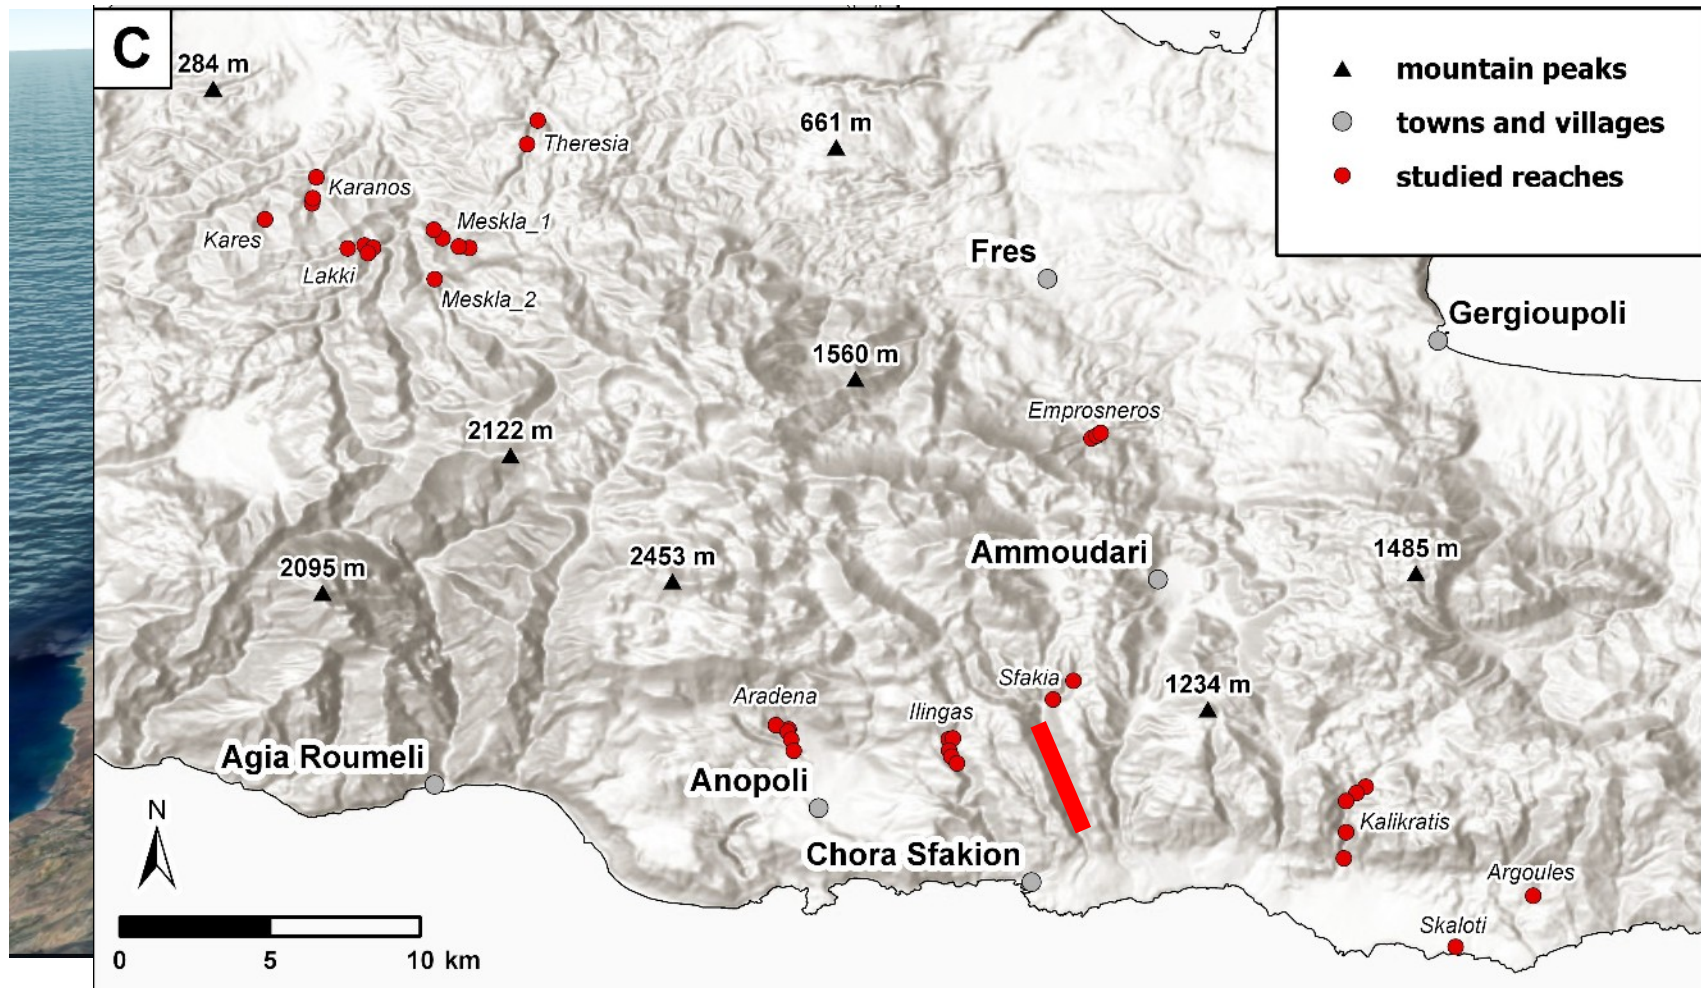 C
284 m
661 m
mountain peaks
towns and villages
studied reaches
Theresia
Karanos
Kares
Meskla_1
Lakki
Meskla_2
Fres
Gergioupoli
1560 m
Emprosneros
2122 m
2095 m
2453 m
Ammoudari
1485 m
Sfakia
1234 m
Aradena
Ilingas
Agia Roumeli
Anopoli
N
Kalikratis
Chora Sfakion
Argoules
Skaloti
0 5 10 km